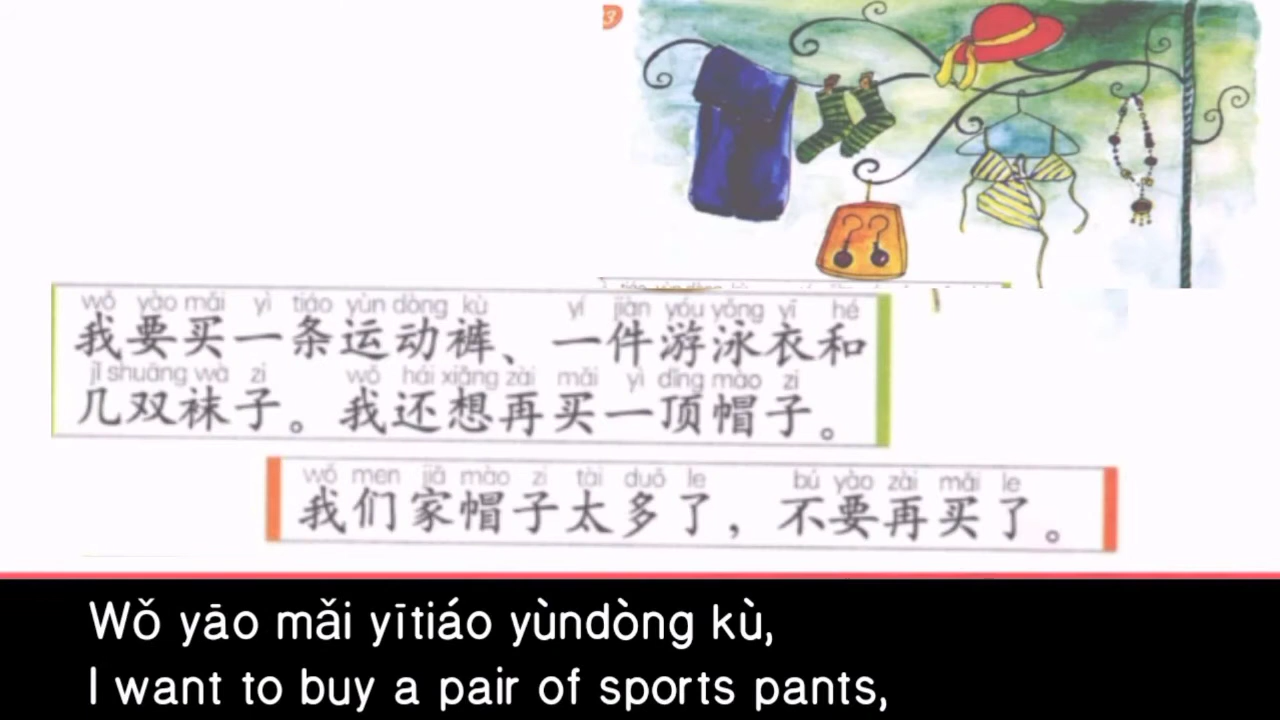 3
wǒ yào mǎi yì tiáo yùn dòng kù yí jiàn yóu yǒng yī hé
我要买一条运动裤、一件游泳衣和
jǐ shuāng wà zi wǒ hái xiǎng zài mǎi yì dǐng mào zi
几双袜子。我还想再买一顶帽子。
wǒ men jiā mào zi tài duō le bú yào zài mǎi le
我们家帽子太多了,不要再买了。
Wǒ yāo mǎi yītiáo yùndòng kù,
I want to buy a pair of sports pants,